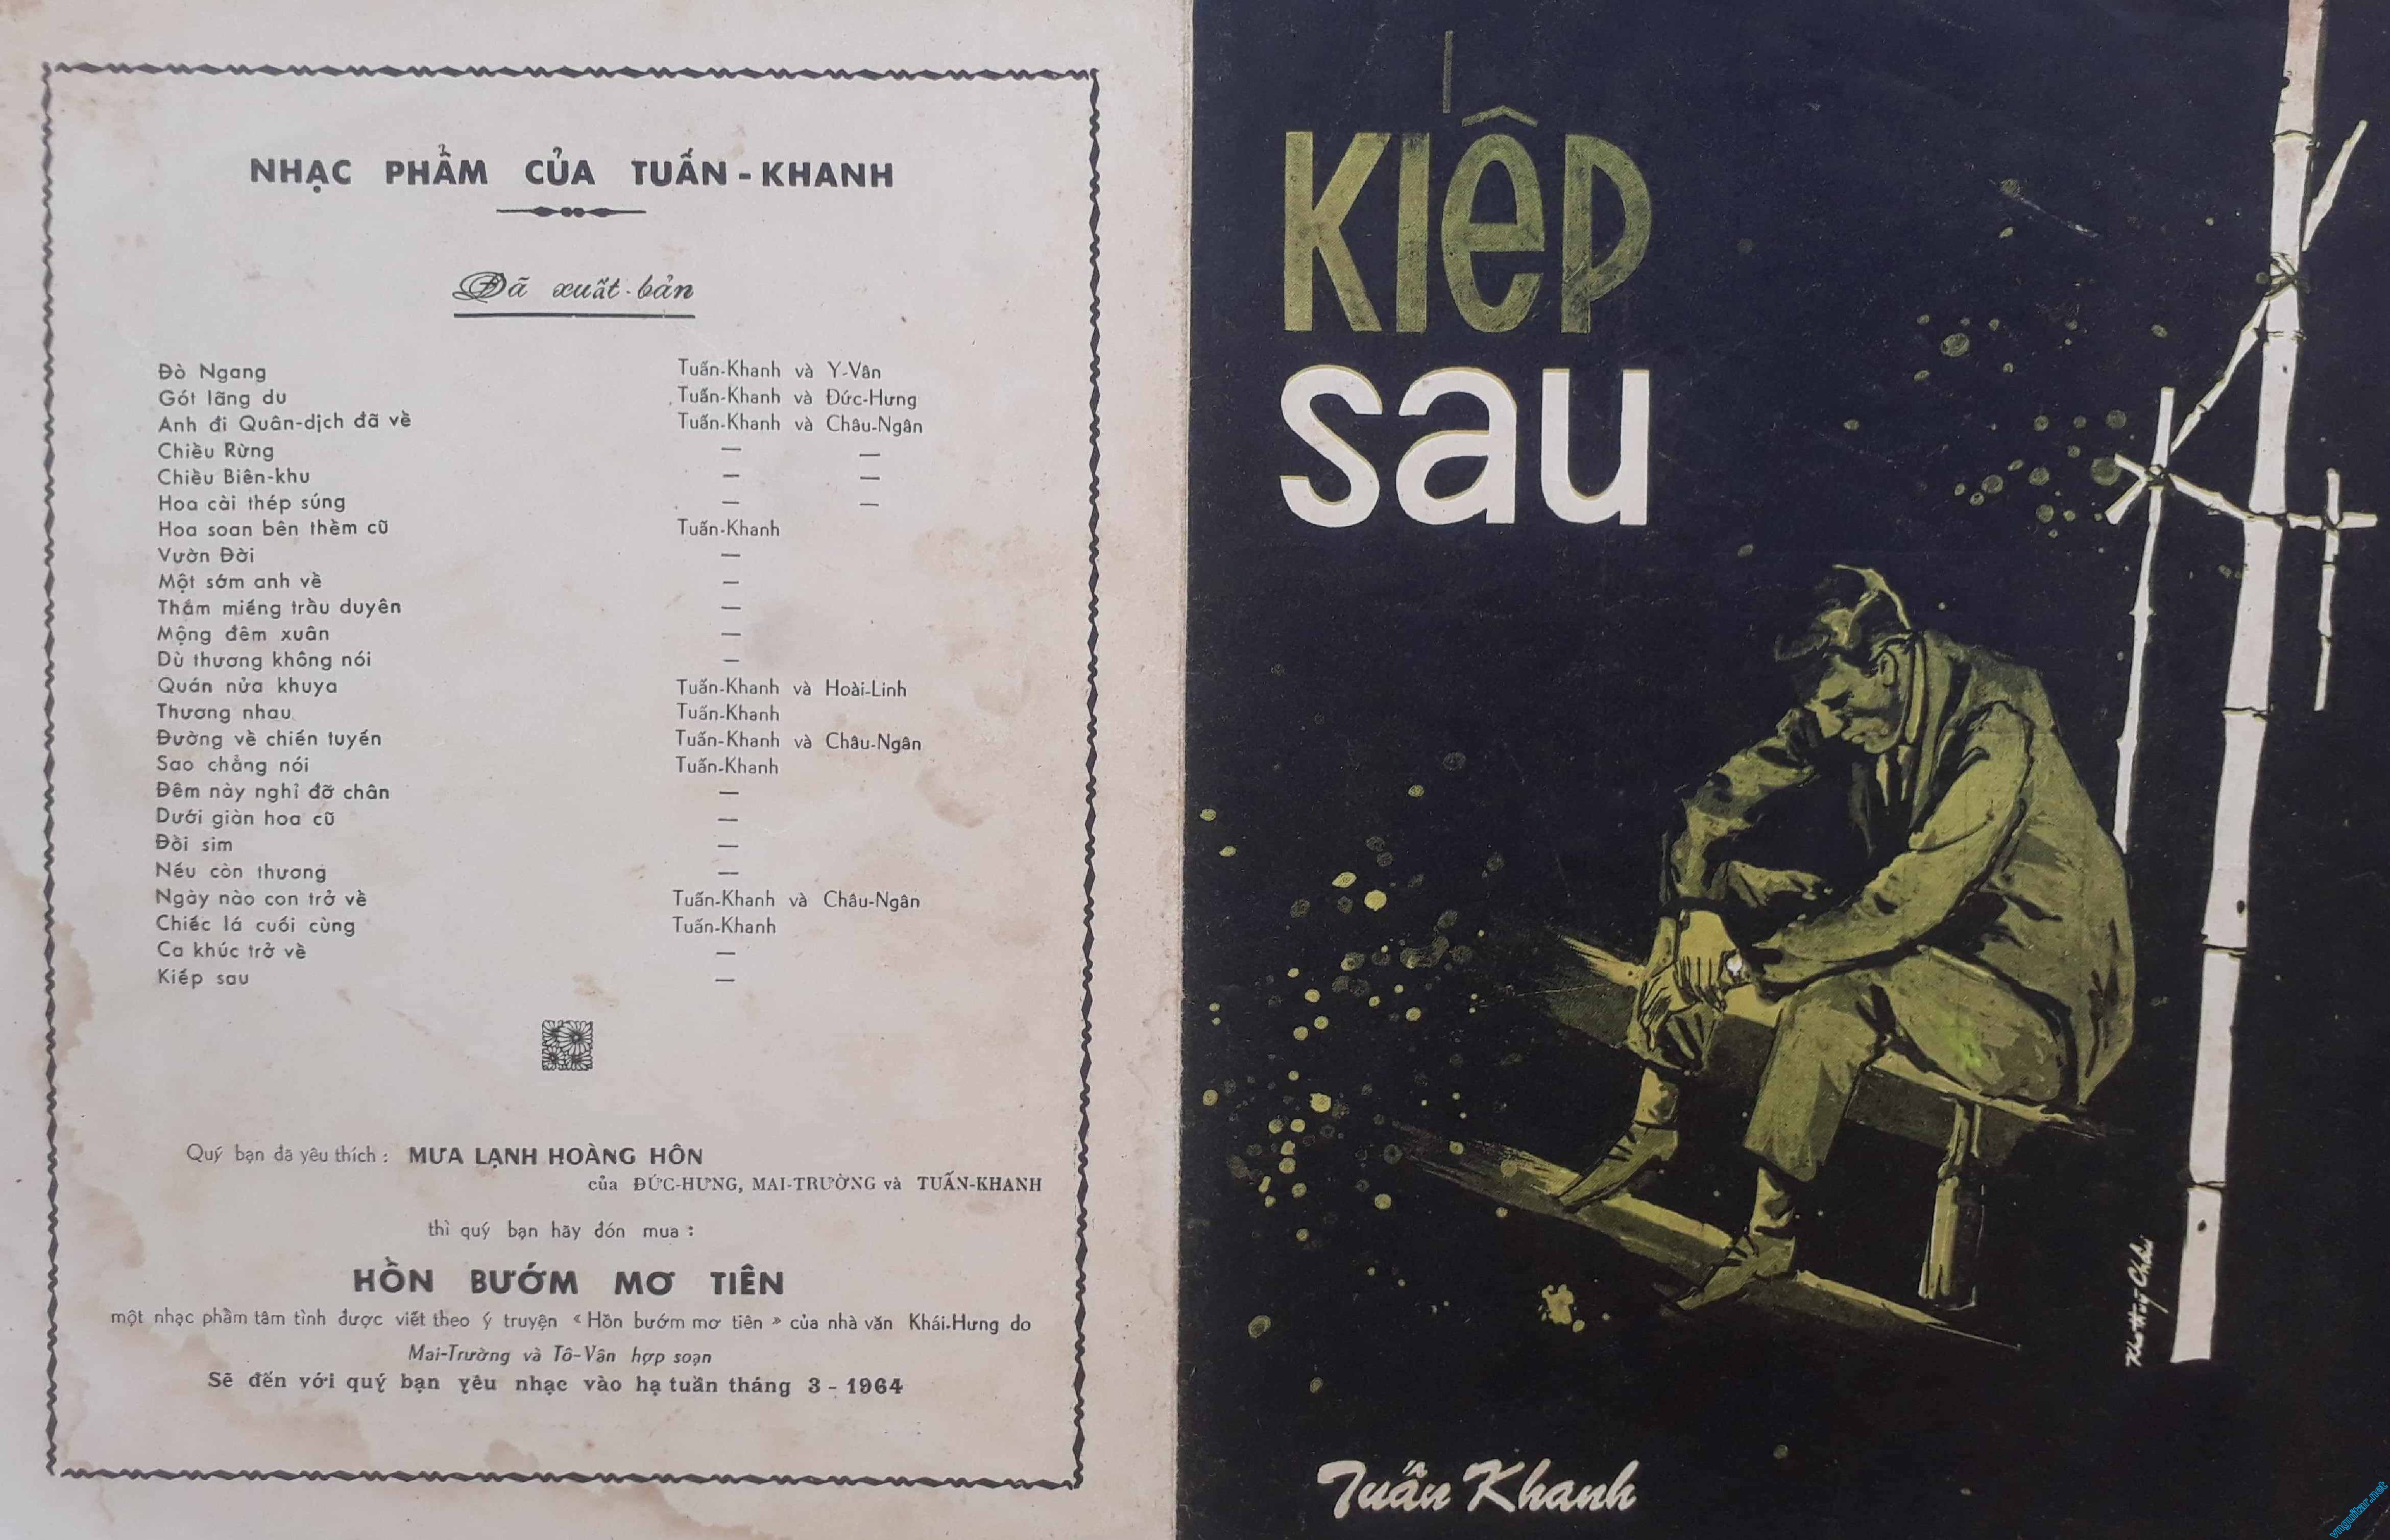 NHẠC PHẨM CỦA TUẤN-KHANH
Đã xuất-bản
Đò Ngang Tuấn-Khanh và Y-Vân
Gót lãng du Tuấn-Khanh và Đức-Hưng
Anh đi Quân-dịch đã về Tuấn-Khanh và Châu-Ngân
Chiều Rừng — —
Chiều Biên-khu — —
Hoa cài thép súng — —
Hoa soan bên thềm cũ Tuấn-Khanh
Vườn Đời —
Một sớm anh về —
Thắm miếng trầu duyên —
Mộng đêm xuân —
Dù thương không nói —
Quán nửa khuya Tuấn-Khanh và Hoài-Linh
Thương nhau Tuấn-Khanh
Đường về chiến tuyến Tuấn-Khanh và Châu-Ngân
Sao chẳng nói Tuấn-Khanh
Đêm này nghỉ đỡ chân —
Dưới giàn hoa cũ —
Đồi sim —
Nếu còn thương —
Ngày nào con trở về Tuấn-Khanh và Châu-Ngân
Chiếc lá cuối cùng Tuấn-Khanh
Ca khúc trở về —
Kiếp sau —
Quý bạn đã yêu thích : MƯA LẠNH HOÀNG HÔN
của ĐỨC-HƯNG, MAI-TRƯỜNG và TUẤN-KHANH
thì quý bạn hãy đón mua :
HỒN BƯỚM MƠ TIÊN
một nhạc phẩm tâm tình được viết theo ý truyện « Hồn bướm mơ tiên » của nhà văn Khái-Hưng do
Mai-Trường và Tô-Vân hợp soạn
Sẽ đến với quý bạn yêu nhạc vào hạ tuần tháng 3 - 1964
Kiếp
sau
Tuấn Khanh
vnguitar.net